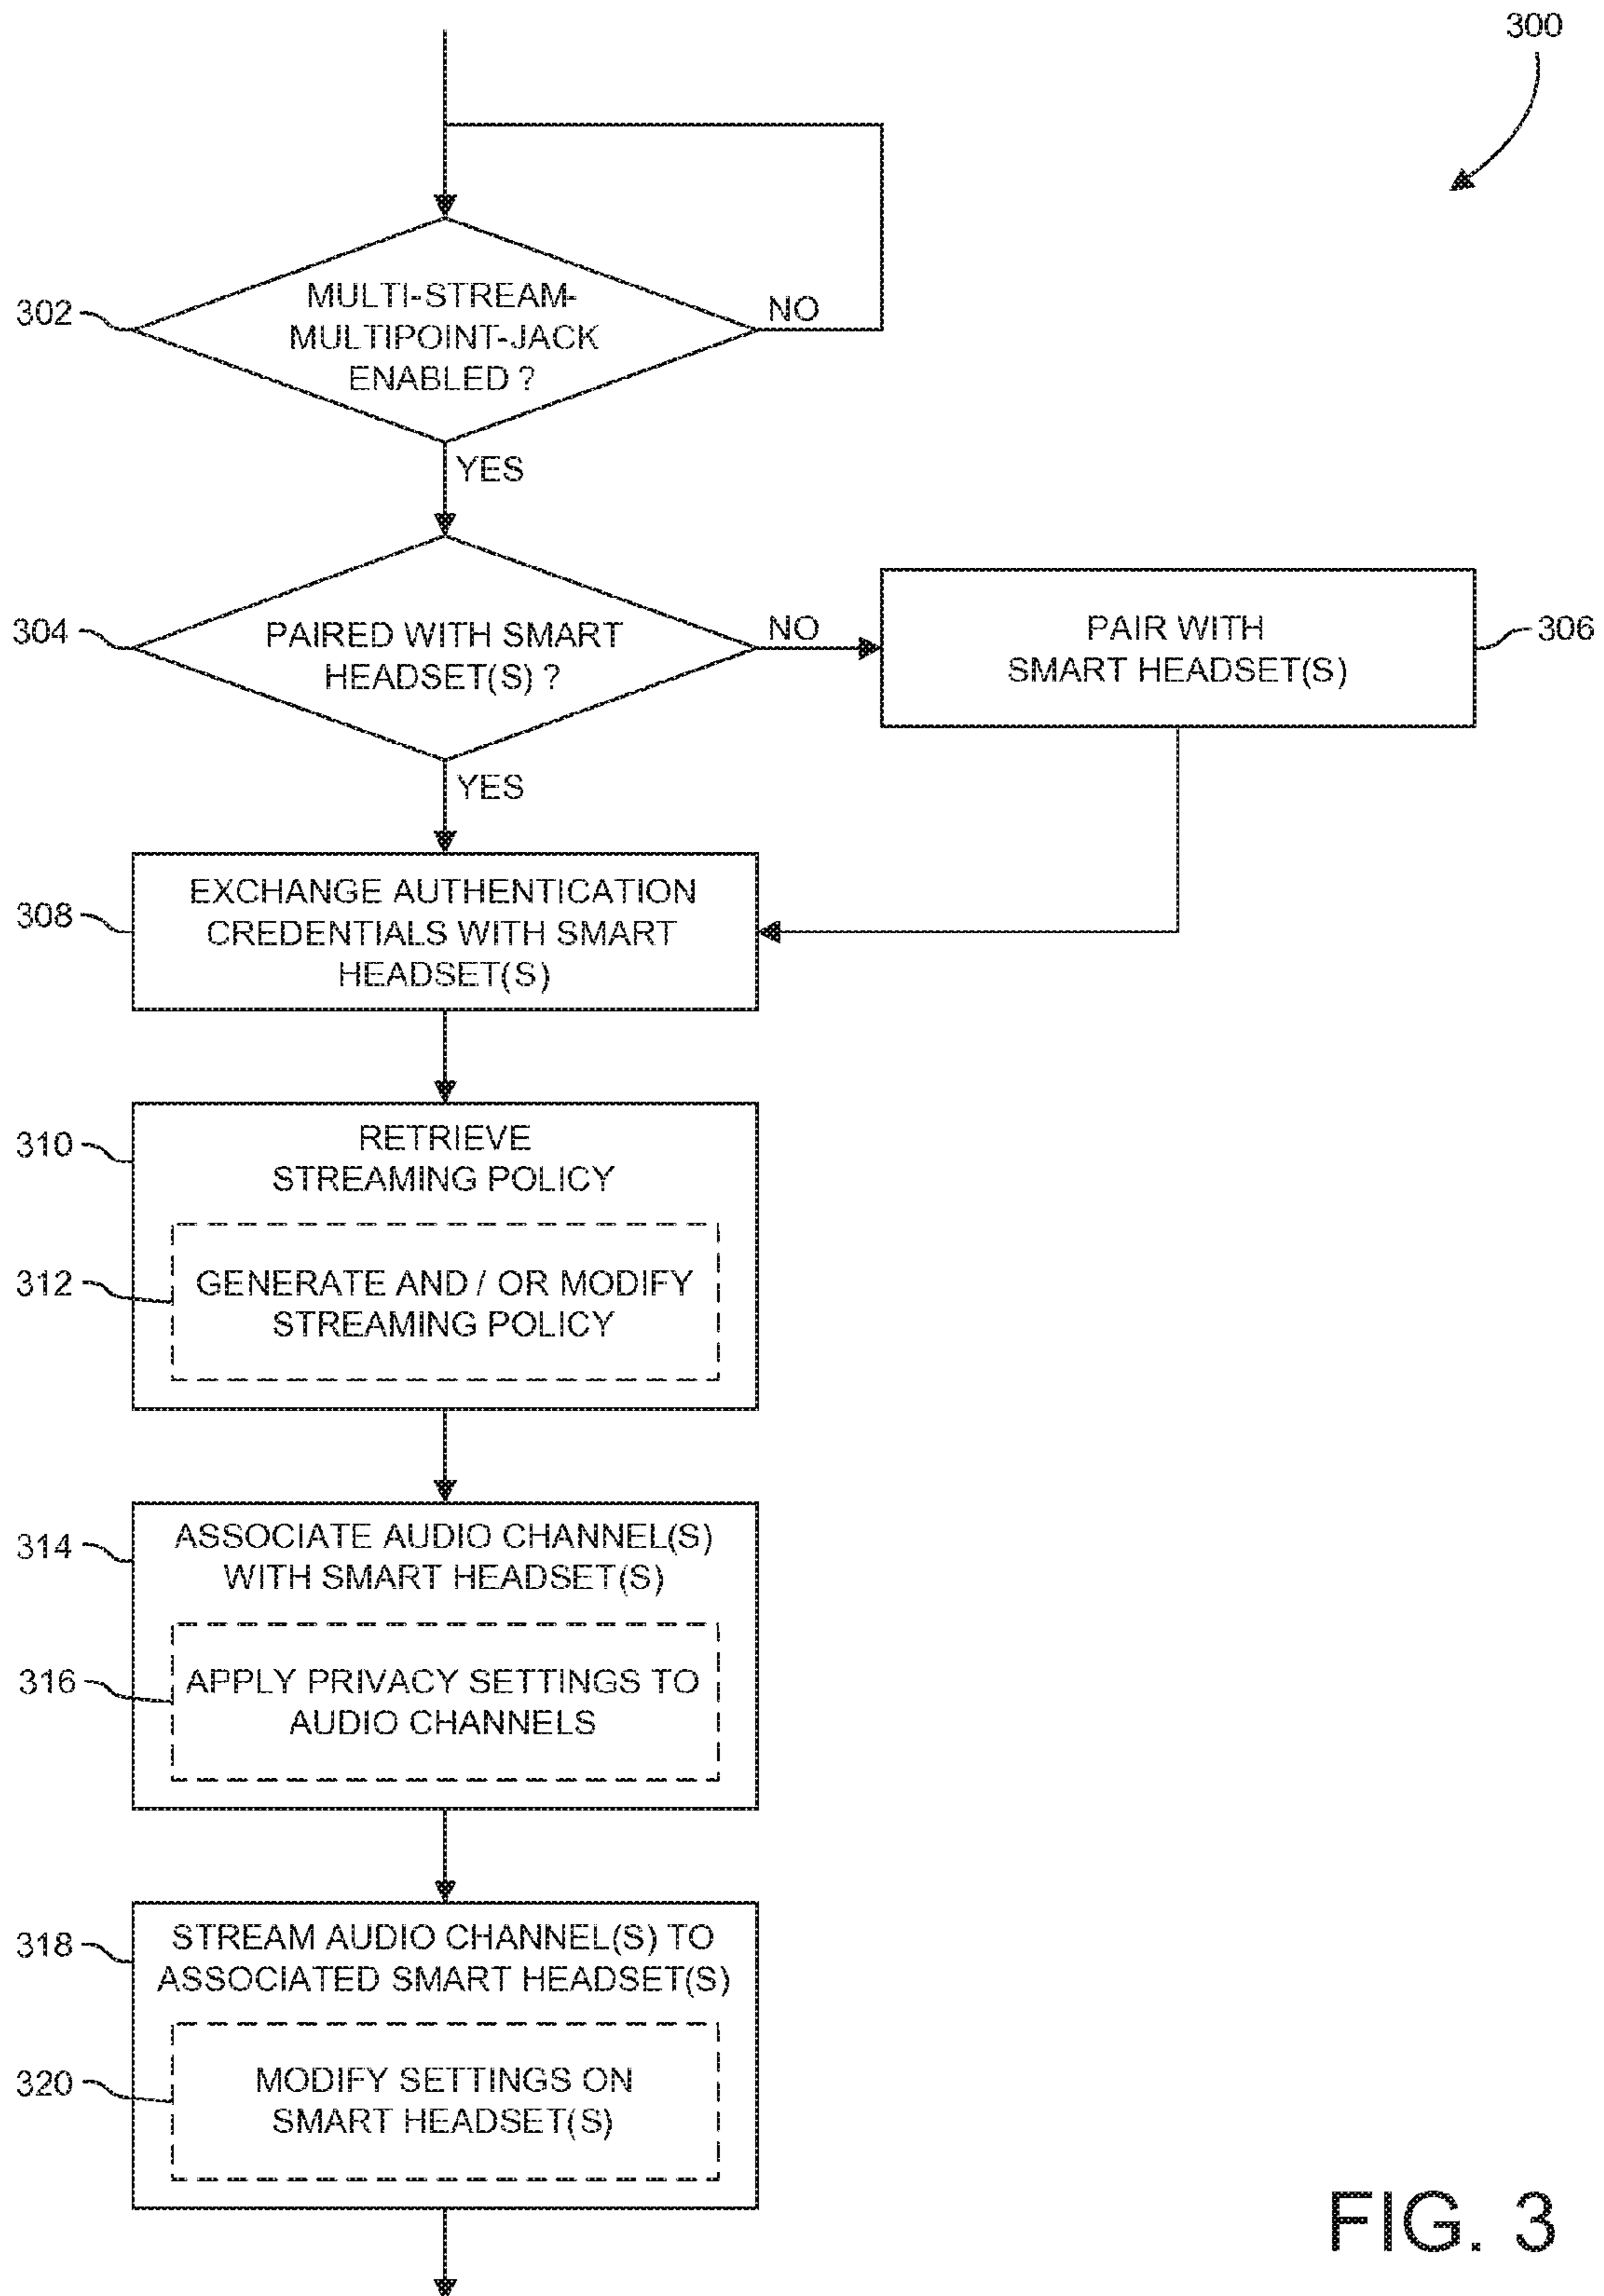 300
302
MULTI-STREAM-
MULTIPOINT-JACK
ENABLED ?
NO
YES
304
PAIRED WITH SMART
HEADSET(S) ?
NO
PAIR WITH
SMART HEADSET(S)
306
YES
308
EXCHANGE AUTHENTICATION
CREDENTIALS WITH SMART
HEADSET(S)
310
RETRIEVE
STREAMING POLICY
312
GENERATE AND / OR MODIFY
STREAMING POLICY
314
ASSOCIATE AUDIO CHANNEL(S)
WITH SMART HEADSET(S)
316
APPLY PRIVACY SETTINGS TO
AUDIO CHANNELS
318
STREAM AUDIO CHANNEL(S) TO
ASSOCIATED SMART HEADSET(S)
320
MODIFY SETTINGS ON
SMART HEADSET(S)
FIG. 3